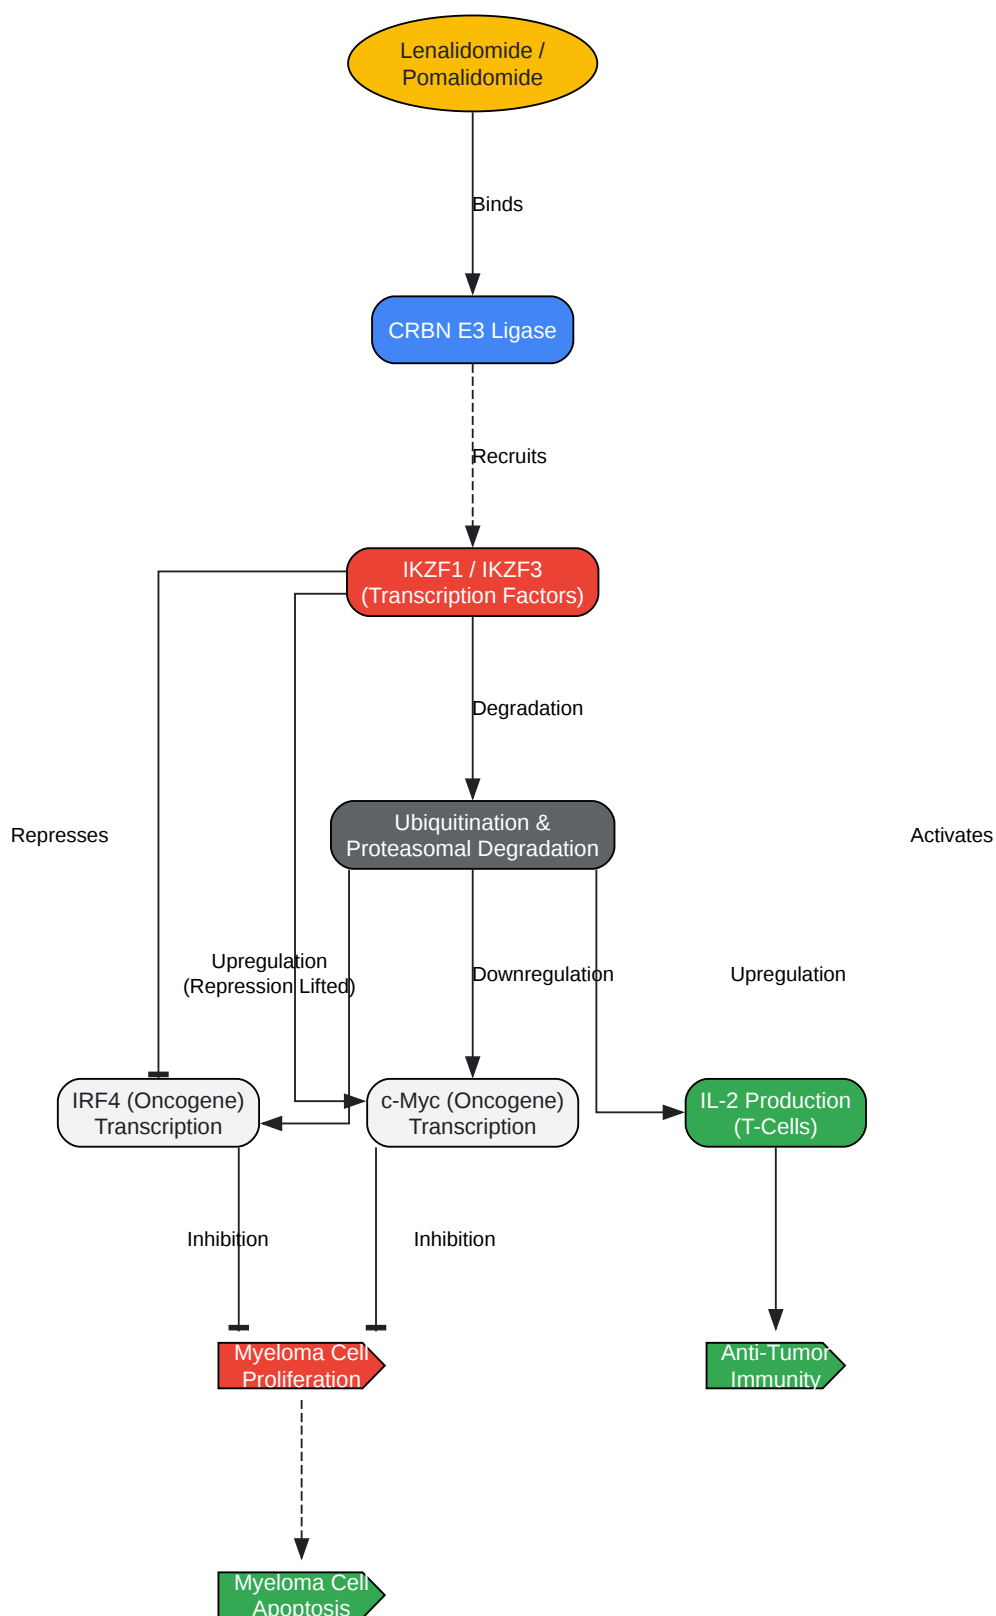 Lenalidomide /
Pomalidomide
Binds
CRBN E3 Ligase
Recruits
IKZF1 / IKZF3
(Transcription Factors)
Degradation
Ubiquitination &
Proteasomal Degradation
Represses
Activates
Upregulation
(Repression Lifted)
Downregulation
Upregulation
IRF4 (Oncogene)
Transcription
c-Myc (Oncogene)
Transcription
IL-2 Production
(T-Cells)
Inhibition
Inhibition
Myeloma Cell
Proliferation
Anti-Tumor
Immunity
Myeloma Cell
Apoptosis